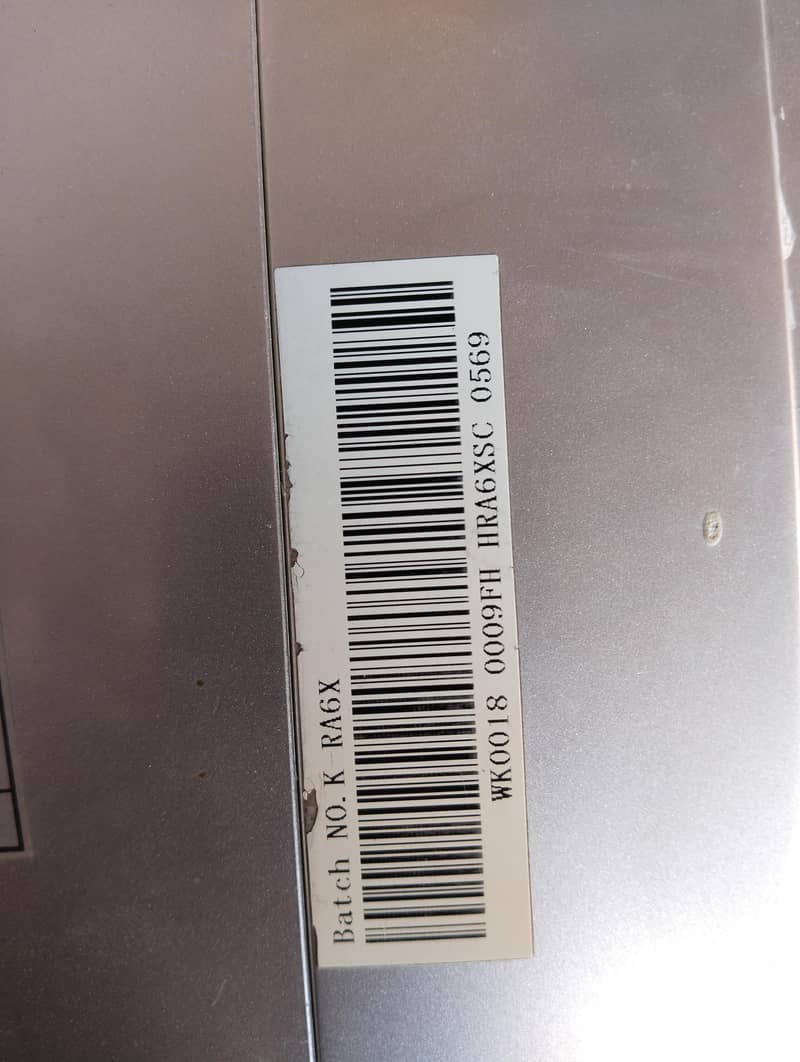 Batch NO. K RA6X
WK0018 0009FH HRA6XSC 0569